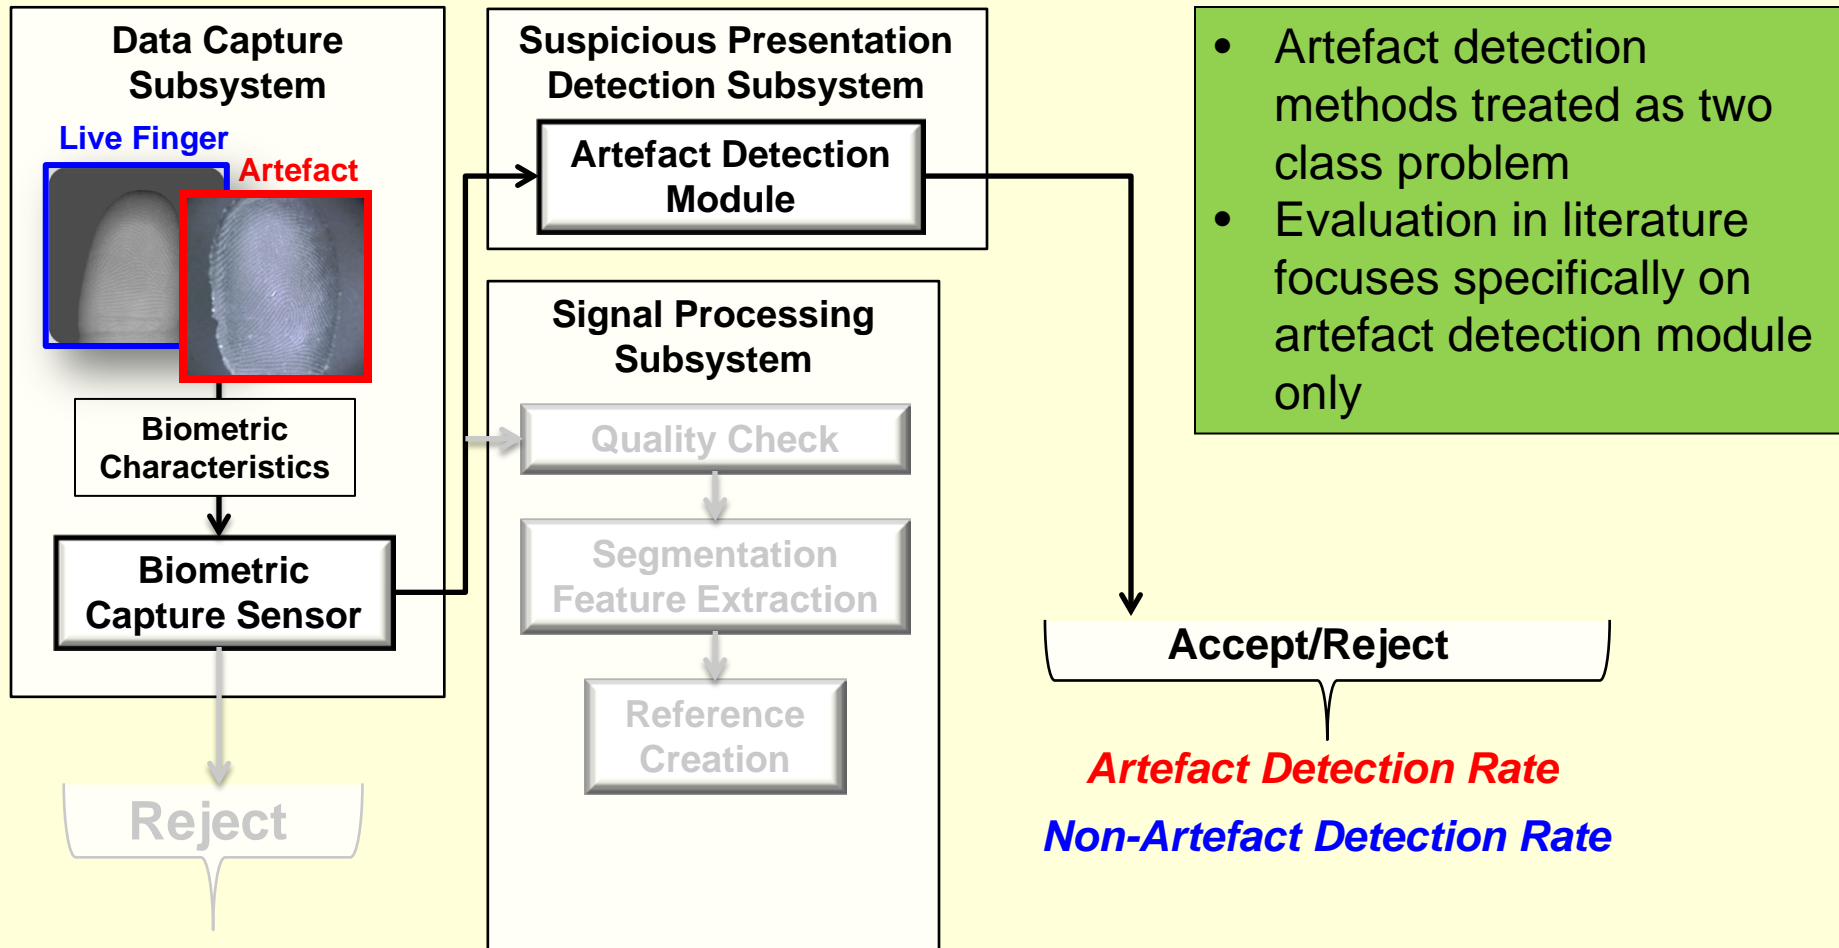 Data Capture
Subsystem
Live Finger
Artefact
Biometric
Characteristics
Biometric
Capture Sensor
Reject
Suspicious Presentation
Detection Subsystem
Artefact Detection
Module
Signal Processing
Subsystem
Quality Check
Segmentation
Feature Extraction
Reference
Creation
• Artefact detection
methods treated as two
class problem
• Evaluation in literature
focuses specifically on
artefact detection module
only
Accept/Reject
Artefact Detection Rate
Non-Artefact Detection Rate